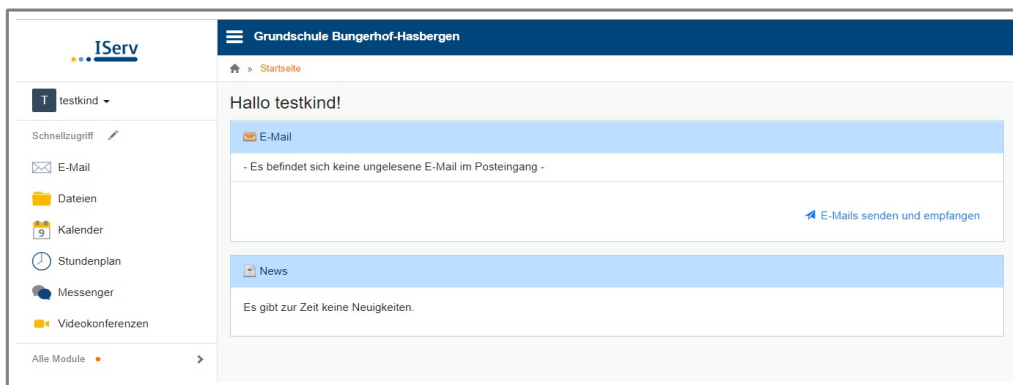 IServ
Grundschule Bungerhof-Hasbergen
» Startseite
T testkind
Schnellzugriff
E-Mail
Dateien
9 Kalender
Stundenplan
Messenger
Videokonferenzen
Alle Module
Hallo testkind!
E-Mail
- Es befindet sich keine ungelesene E-Mail im Posteingang -
E-Mails senden und empfangen
News
Es gibt zur Zeit keine Neuigkeiten.